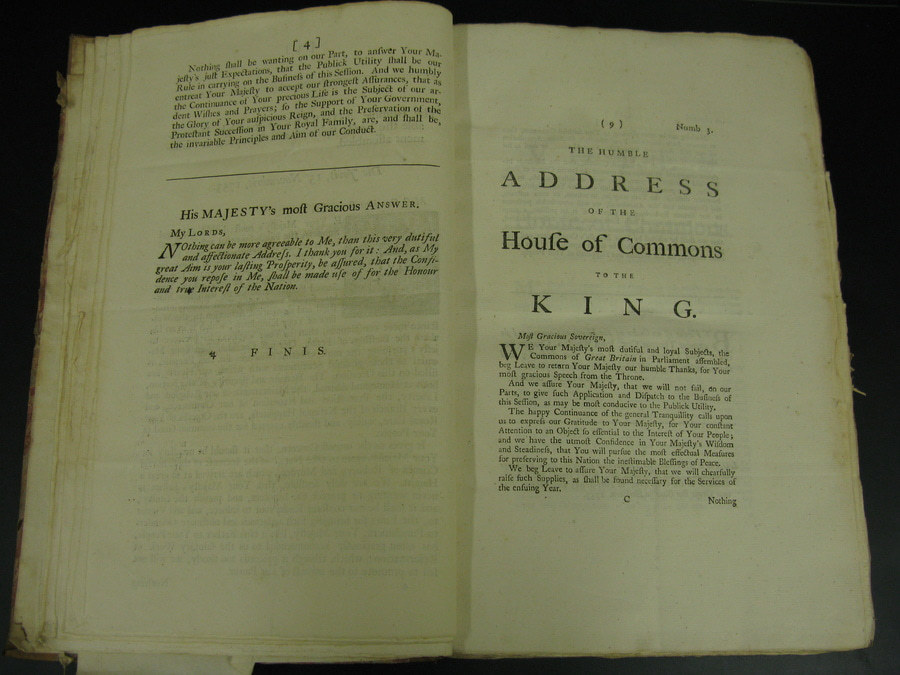 [ 4 ]
Nothing ſhall be wanting on our Part, to anſwer Your Ma-
jeſty's juſt Expectations, that the Publick Utility ſhall be our
Rule in carrying on the Buſineſs of this Seſſion. And we humbly
entreat Your Majeſty to accept our ſtrongeſt Aſſurances, that as
the Continuance of Your precious Life is the Subject of our ar-
dent Wiſhes and Prayers; ſo the Support of Your Government,
the Glory of Your auſpicious Reign, and the Preſervation of the
Proteſtant Succeſſion in Your Royal Family, are, and ſhall be,
the invariable Principles and Aim of our Conduct.
His MAJESTY's moſt Gracious ANSWER.
My LORDS,
NOthing can be more agreeable to Me, than this very dutiful
and affectionate Addreſs. I thank you for it: And, as My
great Aim is your laſting Proſperity, be aſſured, that the Confi-
dence you repoſe in Me, ſhall be made uſe of for the Honour
and true Intereſt of the Nation.
FINIS.
( 9 ) Numb 3.
THE HUMBLE
ADDRESS
OF THE
Houſe of Commons
TO THE
KING.
Moſt Gracious Sovereign,
WE Your Majeſty's moſt dutiful and loyal Subjects, the
Commons of Great Britain in Parliament aſſembled,
beg Leave to return Your Majeſty our humble Thanks, for Your
moſt gracious Speech from the Throne.
And we aſſure Your Majeſty, that we will not fail, on our
Parts, to give ſuch Application and Diſpatch to the Buſineſs of
this Seſſion, as may be moſt conducive to the Publick Utility.
The happy Continuance of the general Tranquillity calls upon
us to expreſs our Gratitude to Your Majeſty, for Your conſtant
Attention to an Object ſo eſſential to the Intereſt of Your People;
and we have the utmoſt Confidence in Your Majeſty's Wiſdom
and Steadineſs, that You will purſue the moſt effectual Meaſures
for preſerving to this Nation the ineſtimable Bleſſings of Peace.
We beg Leave to aſſure Your Majeſty, that we will chearfully
raiſe ſuch Supplies, as ſhall be found neceſſary for the Services of
the enſuing Year.
C Nothing